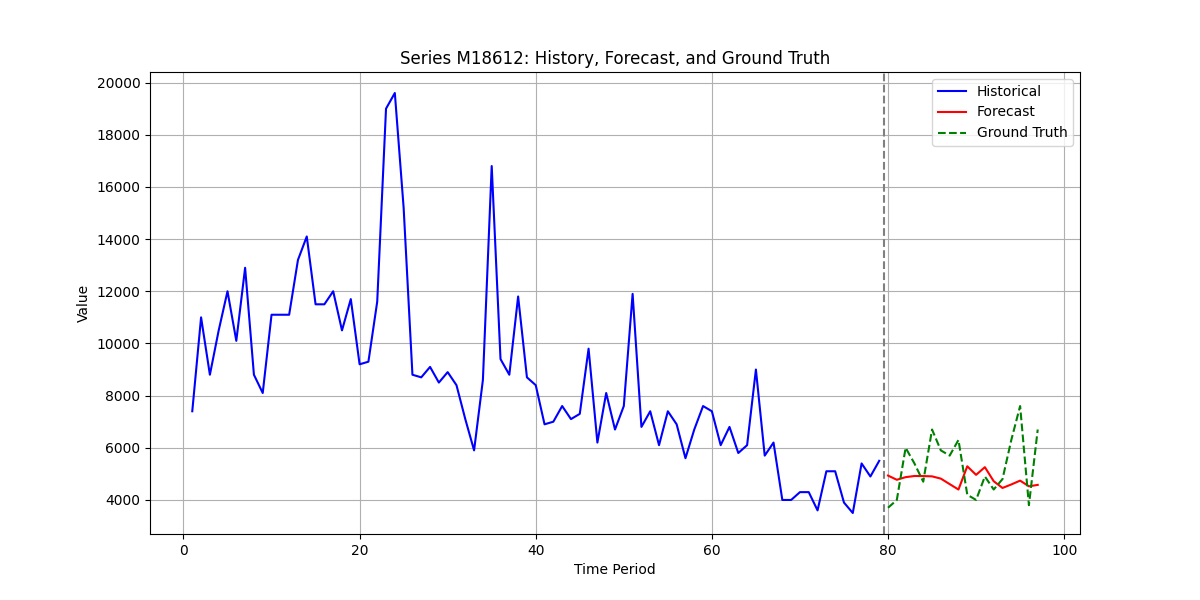 Series M18612: History, Forecast, and Ground Truth
20000
18000
16000
14000
12000
10000
8000
6000
4000
Value
0
20
40
60
80
100
Time Period
Historical
Forecast
Ground Truth